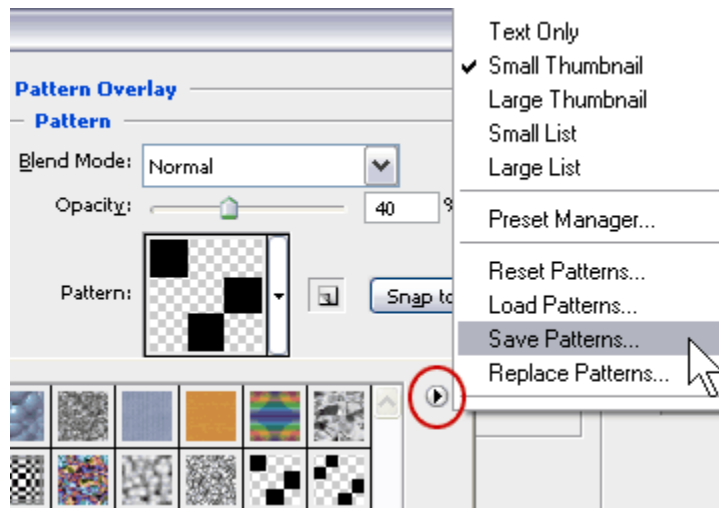 Pattern Overlay
Pattern
Blend Mode: Normal
Opacity: 40 %
Pattern:
Snap to
Text Only
Small Thumbnail
Large Thumbnail
Small List
Large List
Preset Manager...
Reset Patterns...
Load Patterns...
Save Patterns...
Replace Patterns...